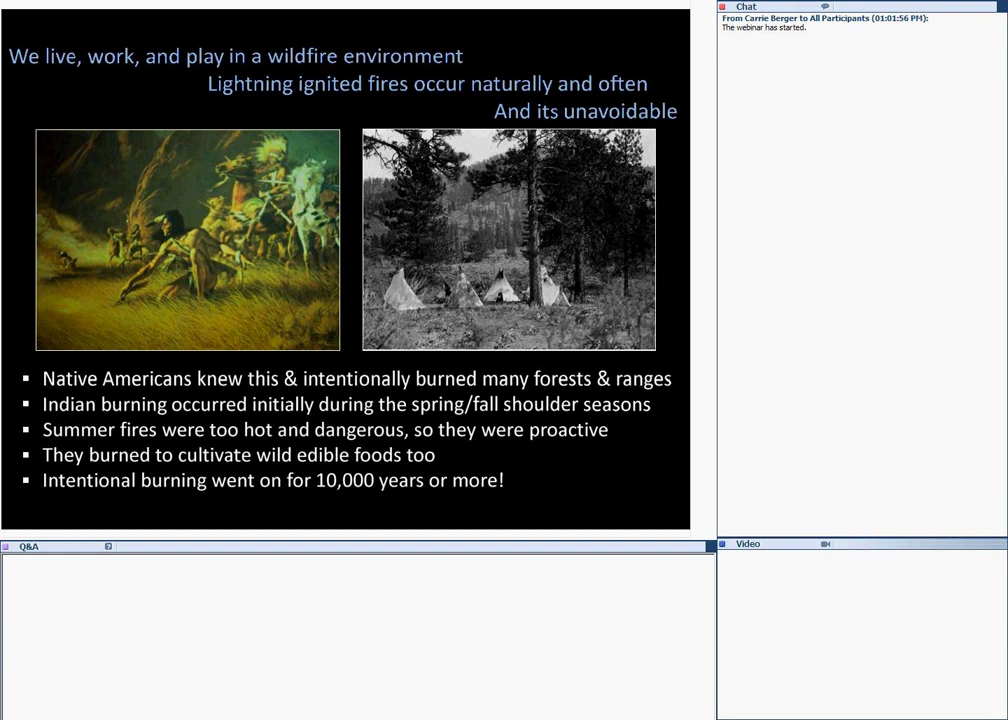 We live, work, and play in a wildfire environment
Lightning ignited fires occur naturally and often
And its unavoidable
▪ Native Americans knew this & intentionally burned many forests & ranges
▪ Indian burning occurred initially during the spring/fall shoulder seasons
▪ Summer fires were too hot and dangerous, so they were proactive
▪ They burned to cultivate wild edible foods too
▪ Intentional burning went on for 10,000 years or more!
Chat
From Carrie Berger to All Participants (01:01:56 PM):
The webinar has started.
Q&A
Video